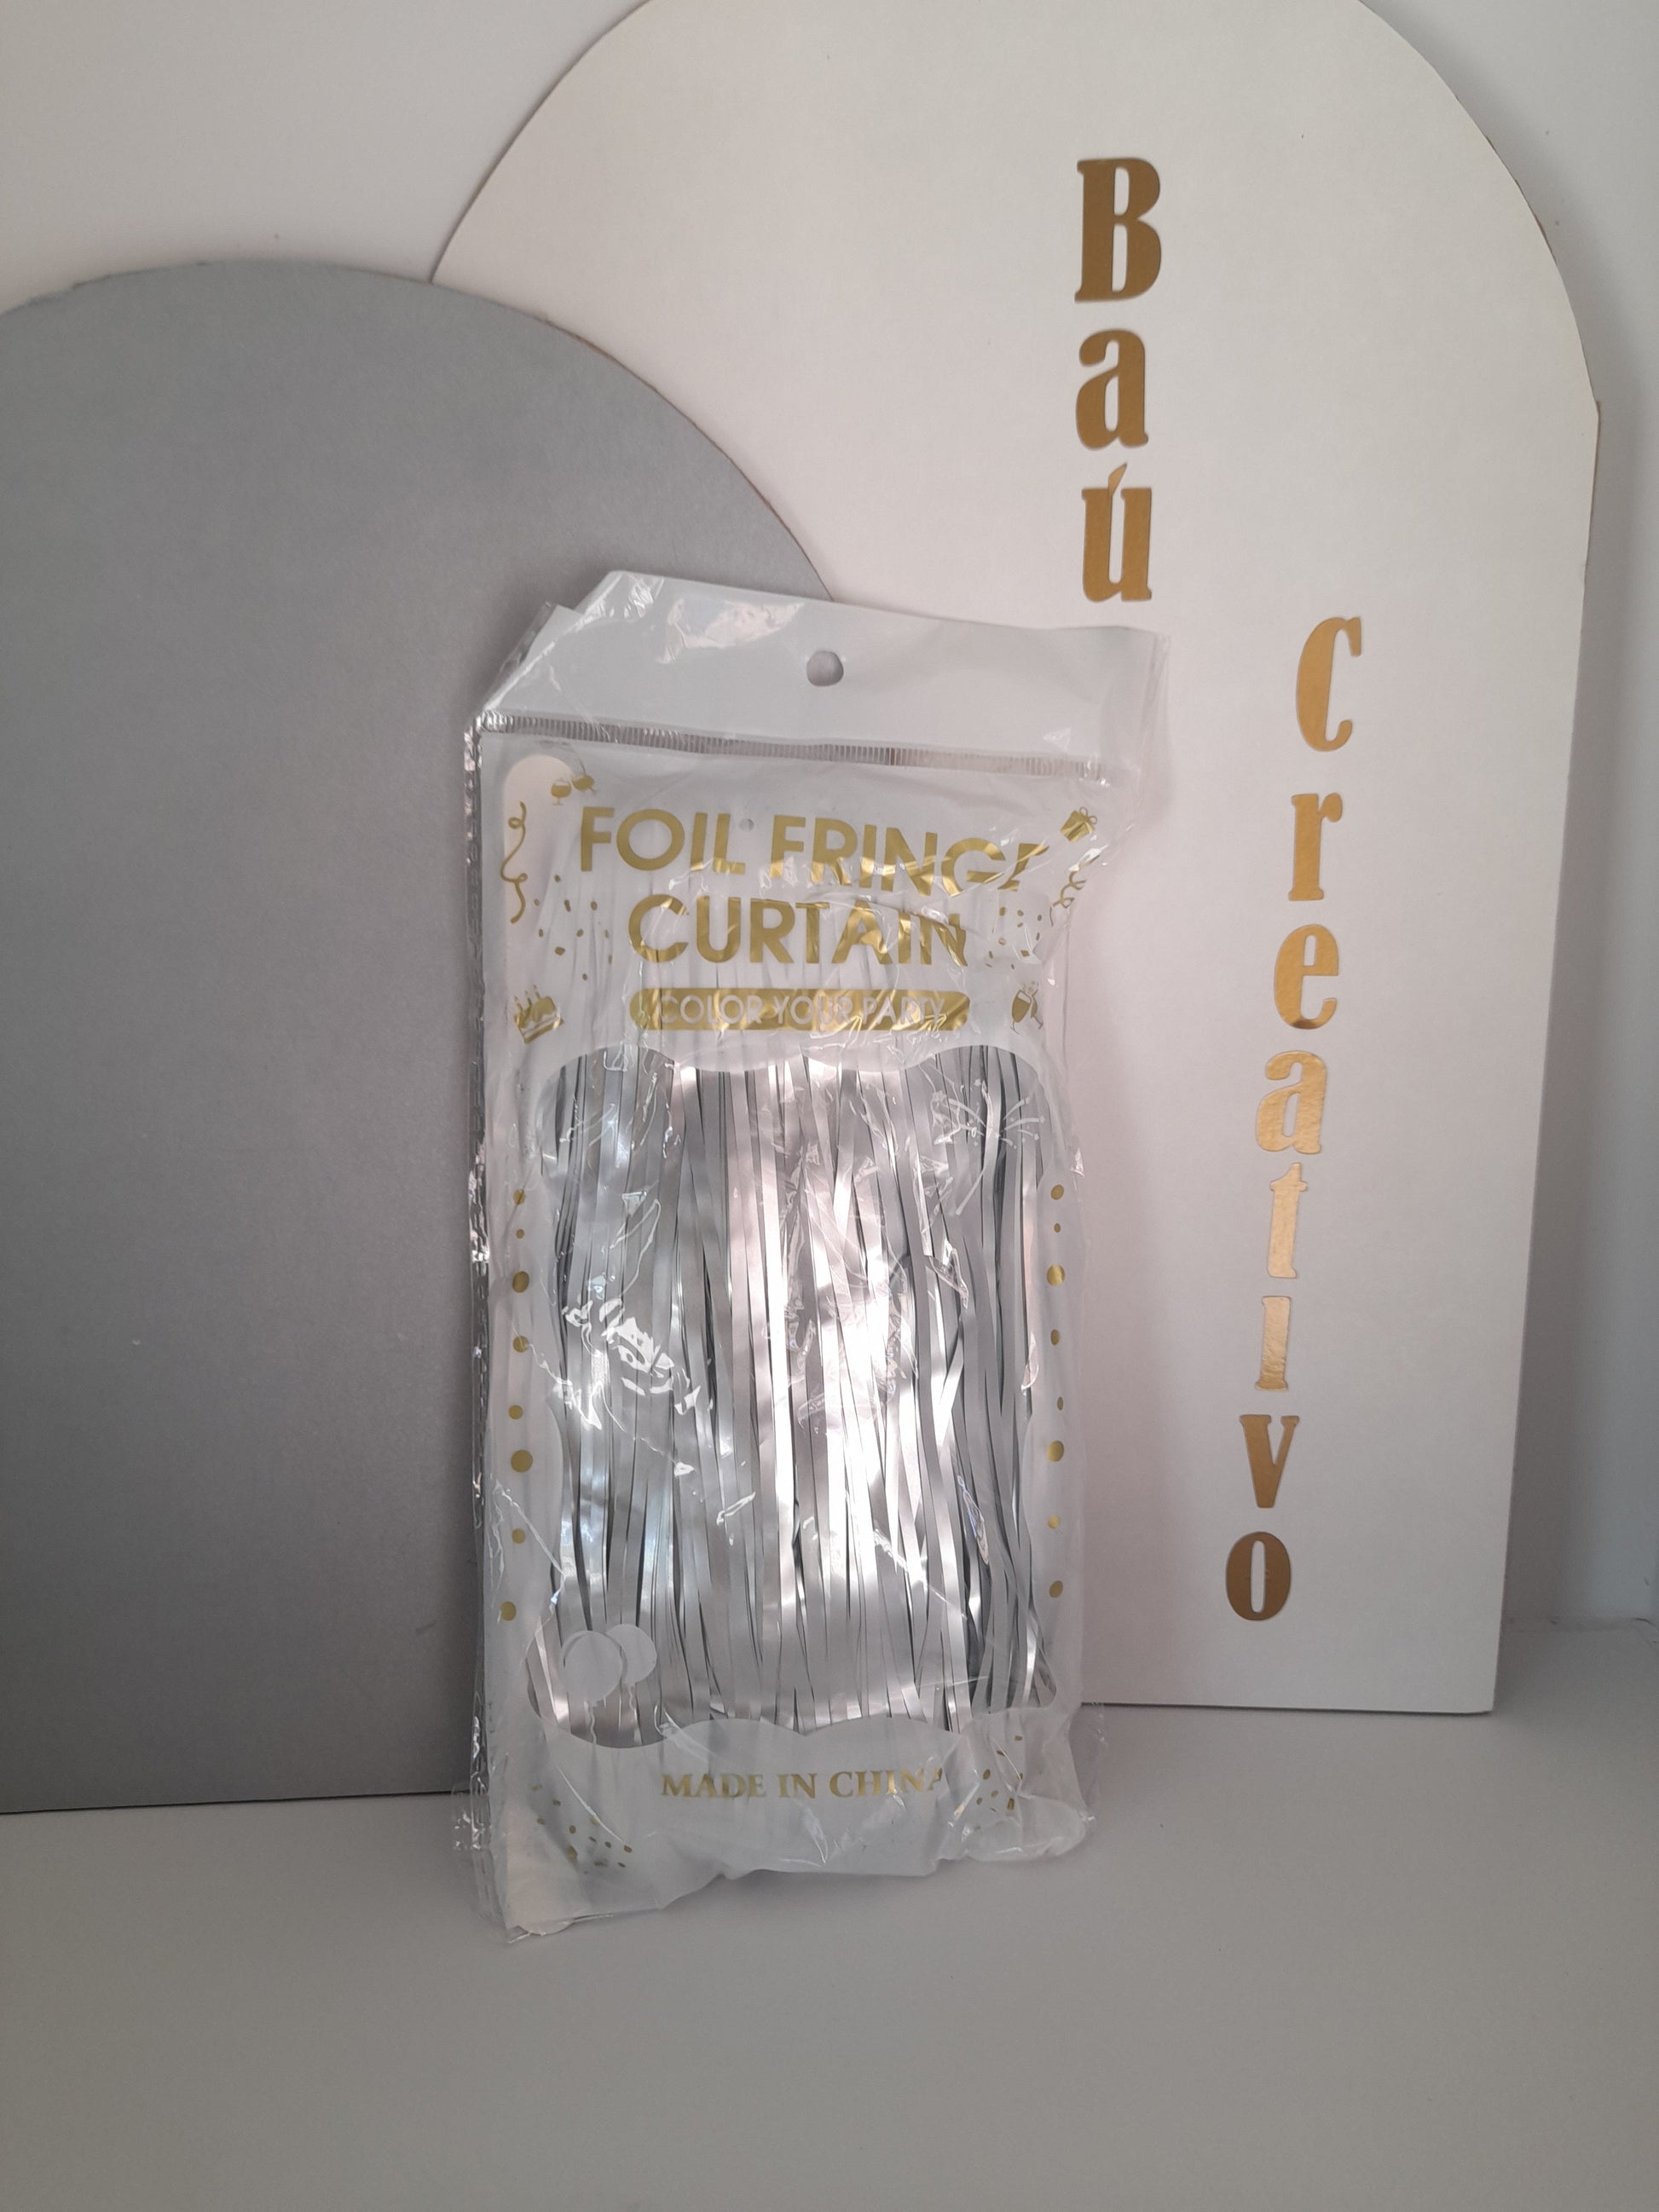 Baú
Creativo
FOIL FRINGE
CURTAIN
COLOR YOUR PARTY
MADE IN CHINA